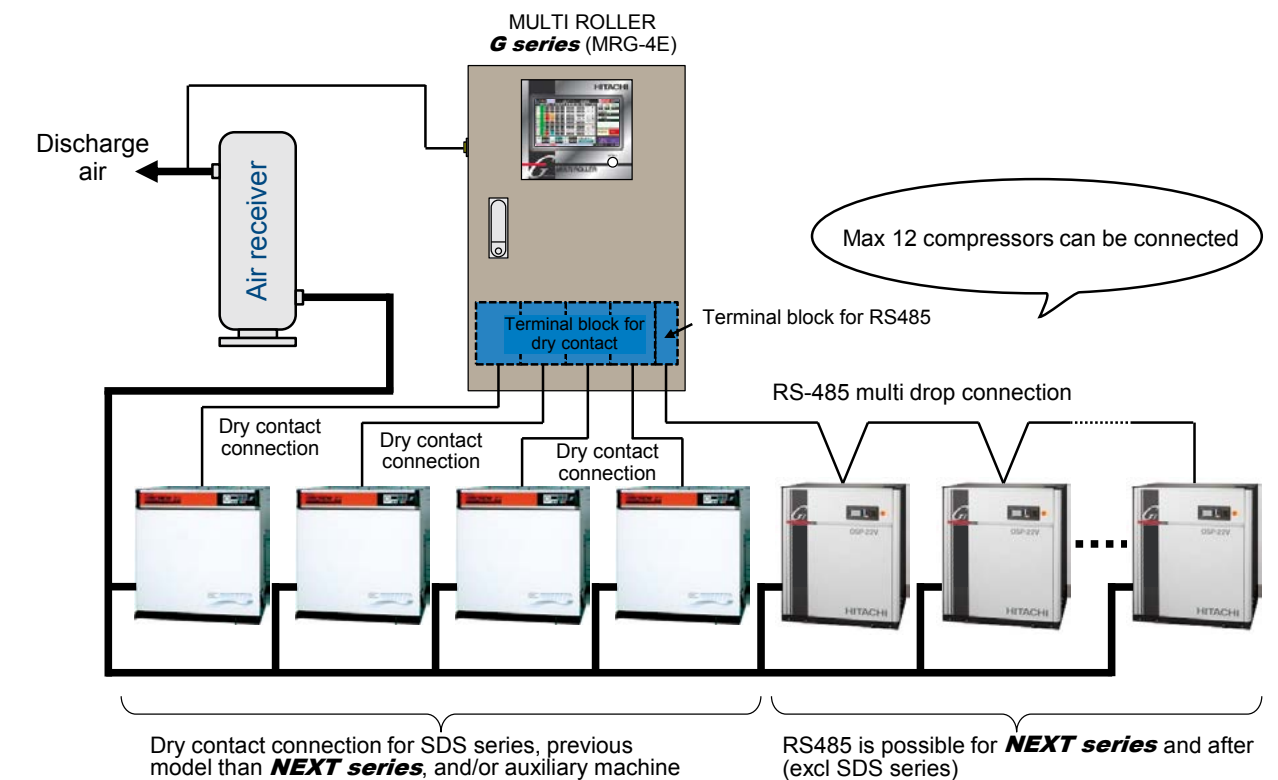 MULTI ROLLER
G series (MRG-4E)
HITACHI
MULTI ROLLER
Discharge
air
Air receiver
Max 12 compressors can be connected
Terminal block for
dry contact
Terminal block for RS485
RS-485 multi drop connection
Dry contact
connection
Dry contact
connection
Dry contact
connection
OSP-22V
HITACHI
OSP-22V
HITACHI
OSP-22V
HITACHI
Dry contact connection for SDS series, previous
model than NEXT series, and/or auxiliary machine
RS485 is possible for NEXT series and after
(excl SDS series)